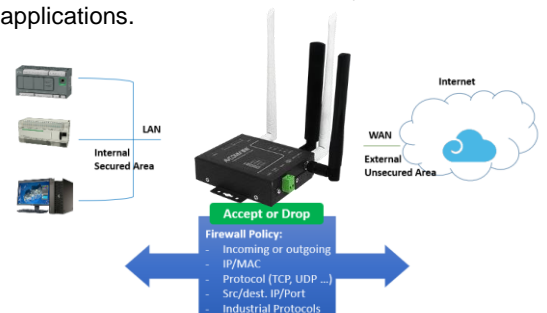 applications.
Internet
LAN
WAN
Internal
Secured Area
External
Unsecured Area
Accept or Drop
Firewall Policy:
- Incoming or outgoing
- IP/MAC
- Protocol (TCP, UDP ...)
- Src/dest. IP/Port
- Industrial Protocols